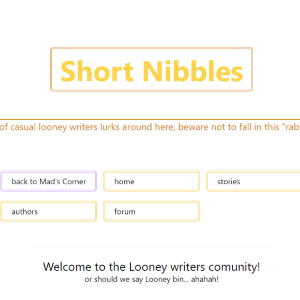 Short Nibbles
of casual looney writers lurks around here, beware not to fall in this "rab
back to Mad's Corner
home
stories
authors
forum
Welcome to the Looney writers comunity!
or should we say Looney bin... ahahah!